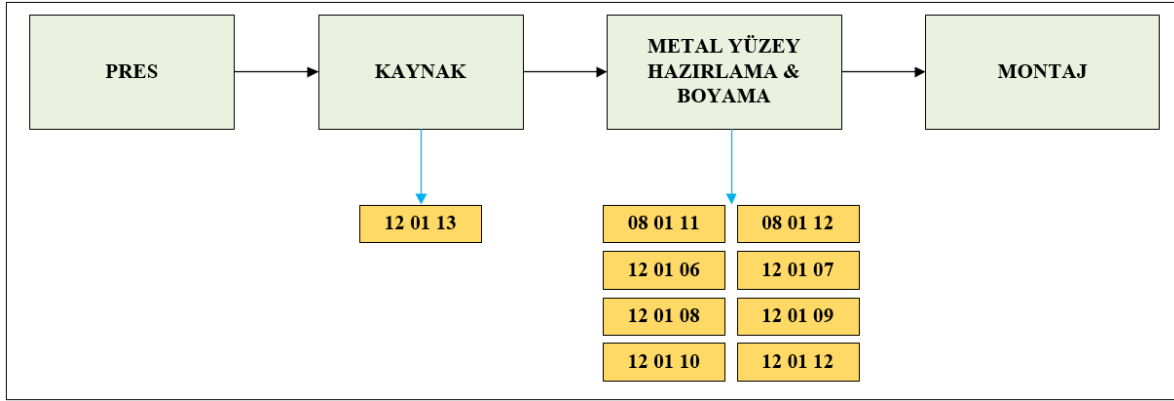 PRES
KAYNAK
METAL YÜZEY
HAZIRLAMA &
BOYAMA
MONTAJ
12 01 13
08 01 11
08 01 12
12 01 06
12 01 07
12 01 08
12 01 09
12 01 10
12 01 12